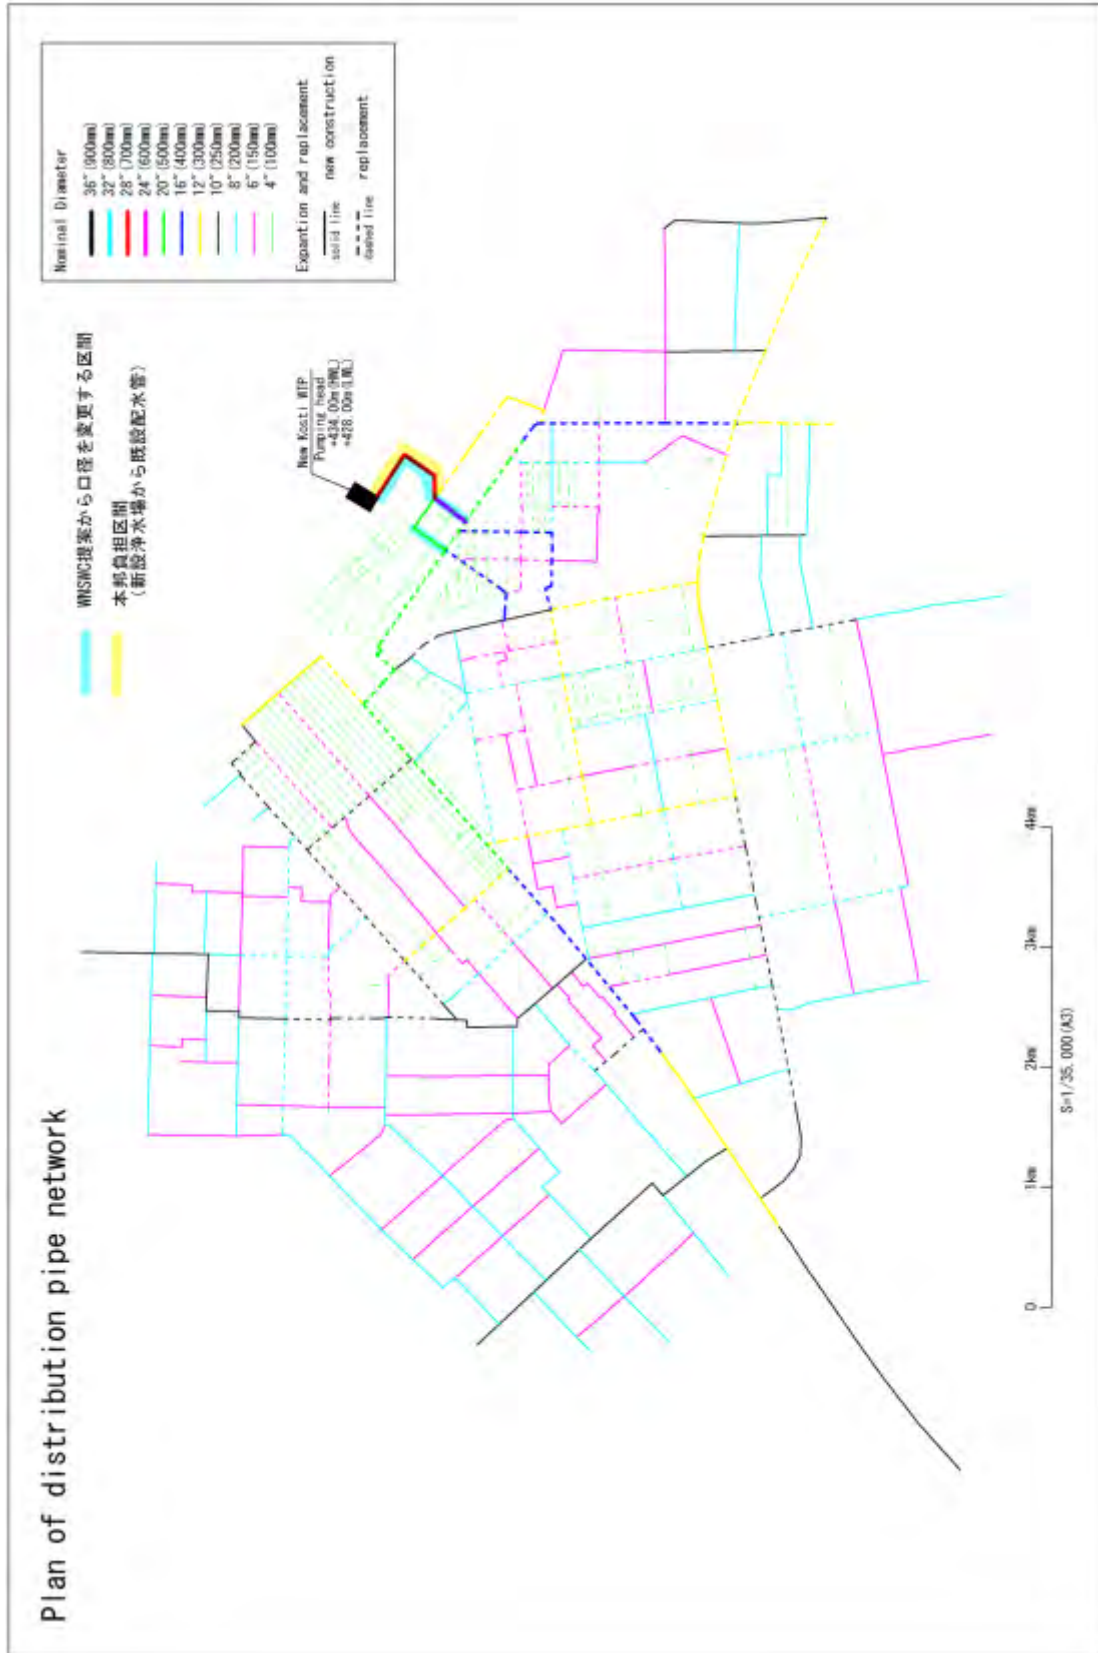 Plan of distribution pipe network
WNSWC提案から口径を変更する区間
本邦負担区間
(新設浄水場から既設配水管)
Nominal Diameter
36"(900mm)
32"(800mm)
28"(700mm)
24"(600mm)
20"(500mm)
16"(400mm)
12"(300mm)
10"(250mm)
8"(200mm)
6"(150mm)
4"(100mm)
Expantion and replacement
solid line new construction
dashed line replacement
New Kosti WTP
Pumping head
+434.00m(HWL)
+428.00m(LWL)
0 1km 2km 3km 4km
S=1/35,000(A3)